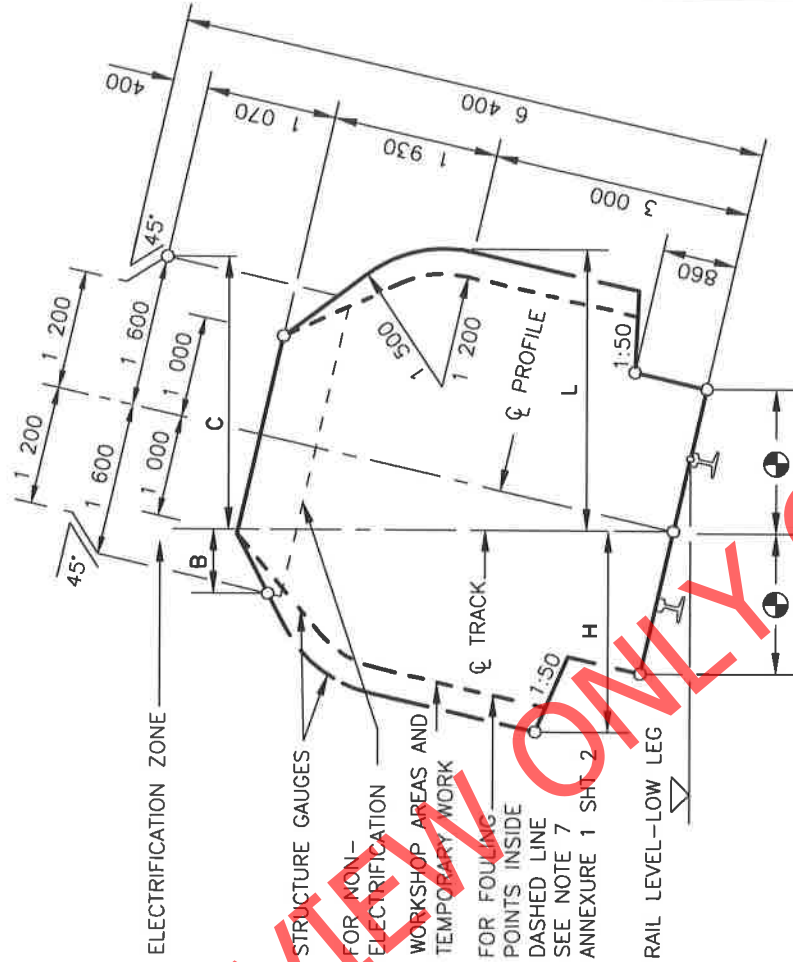 ELECTRIFICATION ZONE
STRUCTURE GAUGES
FOR NON-
ELECTRIFICATION
WORKSHOP AREAS AND
TEMPORARY WORK
FOR FOULING
POINTS INSIDE
DASHED LINE
SEE NOTE 7
ANNEXURE 1 SHT 2
RAIL LEVEL-LOW LEG
45°
1 200
1 200
1 600
1 600
1 000
1 000
45°
400
B
C
1 070
1 930
6 400
3 000
860
1 500
1 200
℄ PROFILE
L
℄ TRACK
H
1:50
1:50
VIEW ONLY